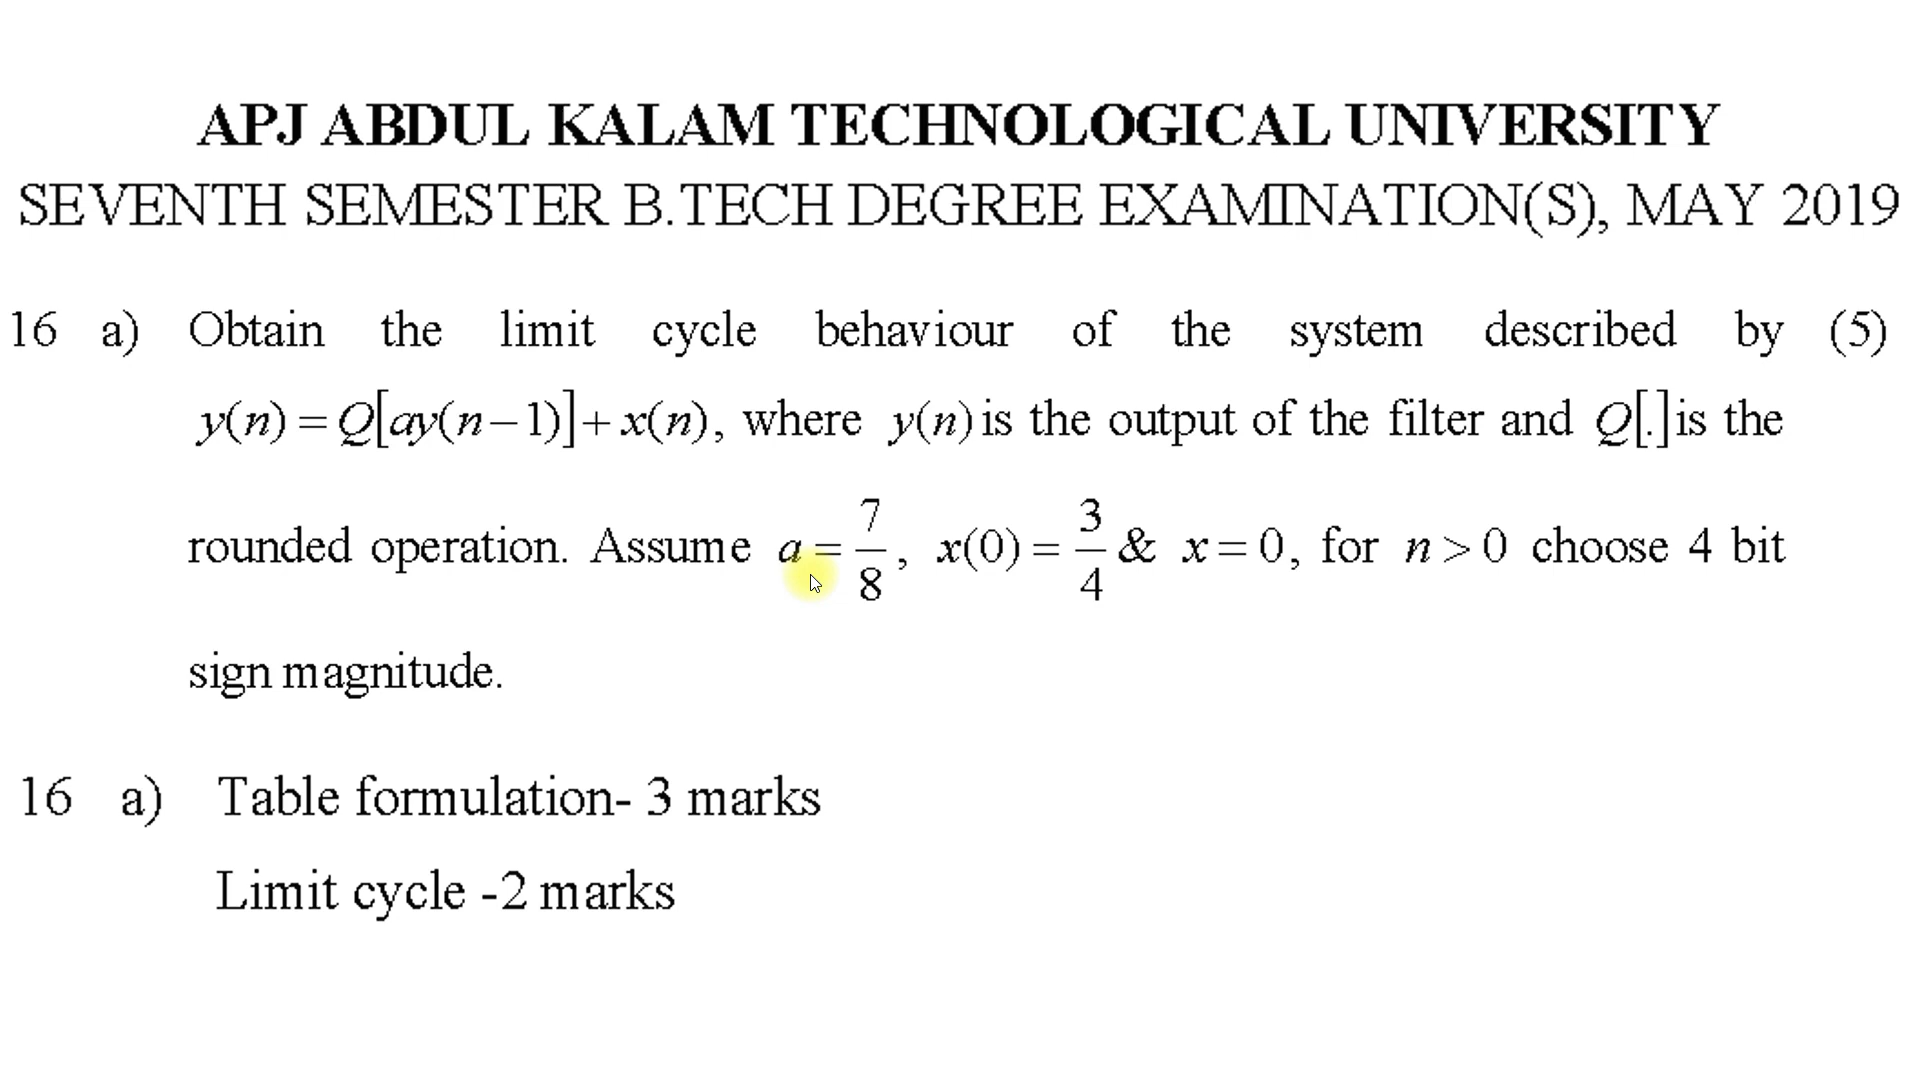 APJ ABDUL KALAM TECHNOLOGICAL UNIVERSITY
SEVENTH SEMESTER B.TECH DEGREE EXAMINATION(S), MAY 2019
16 a) Obtain the limit cycle behaviour of the system described by (5)
y(n) = Q[ay(n−1)]+ x(n), where y(n) is the output of the filter and Q[.] is the
rounded operation. Assume a = 7/8, x(0) = 3/4 & x = 0, for n > 0 choose 4 bit
sign magnitude.
16 a) Table formulation- 3 marks
Limit cycle -2 marks